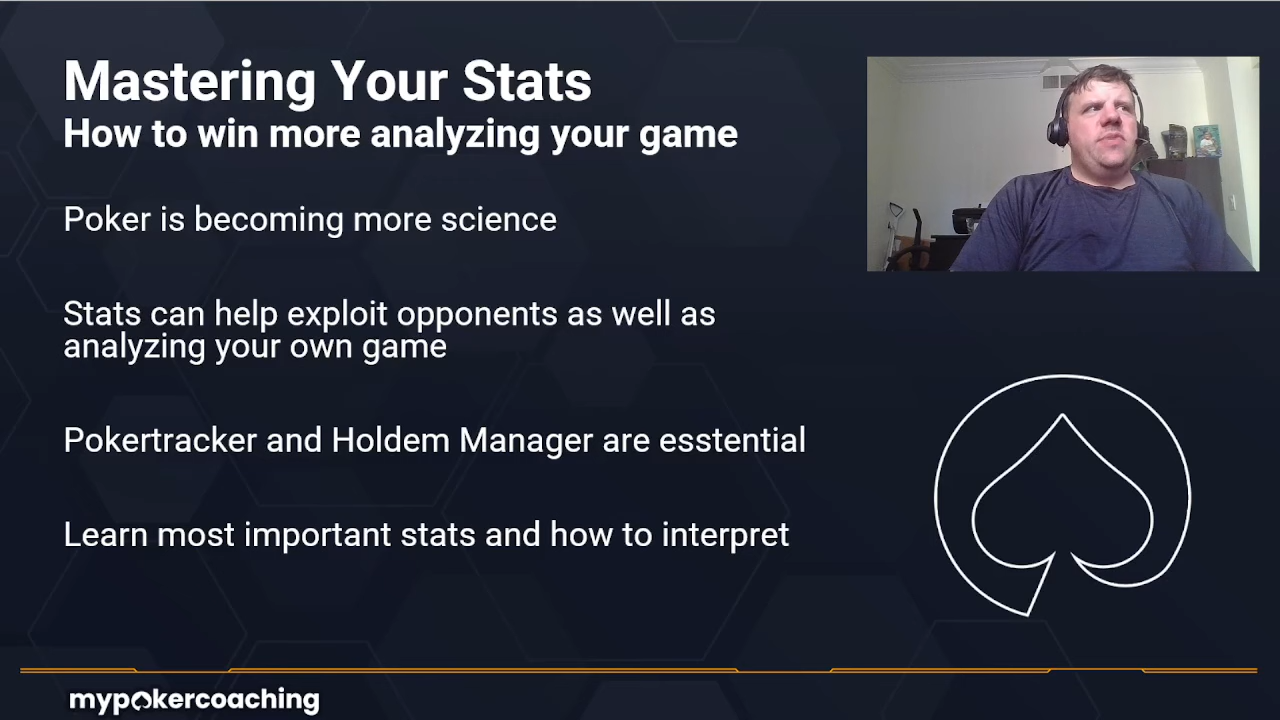 Mastering Your Stats
How to win more analyzing your game
Poker is becoming more science
Stats can help exploit opponents as well as
analyzing your own game
Pokertracker and Holdem Manager are esstential
Learn most important stats and how to interpret
mypokercoaching